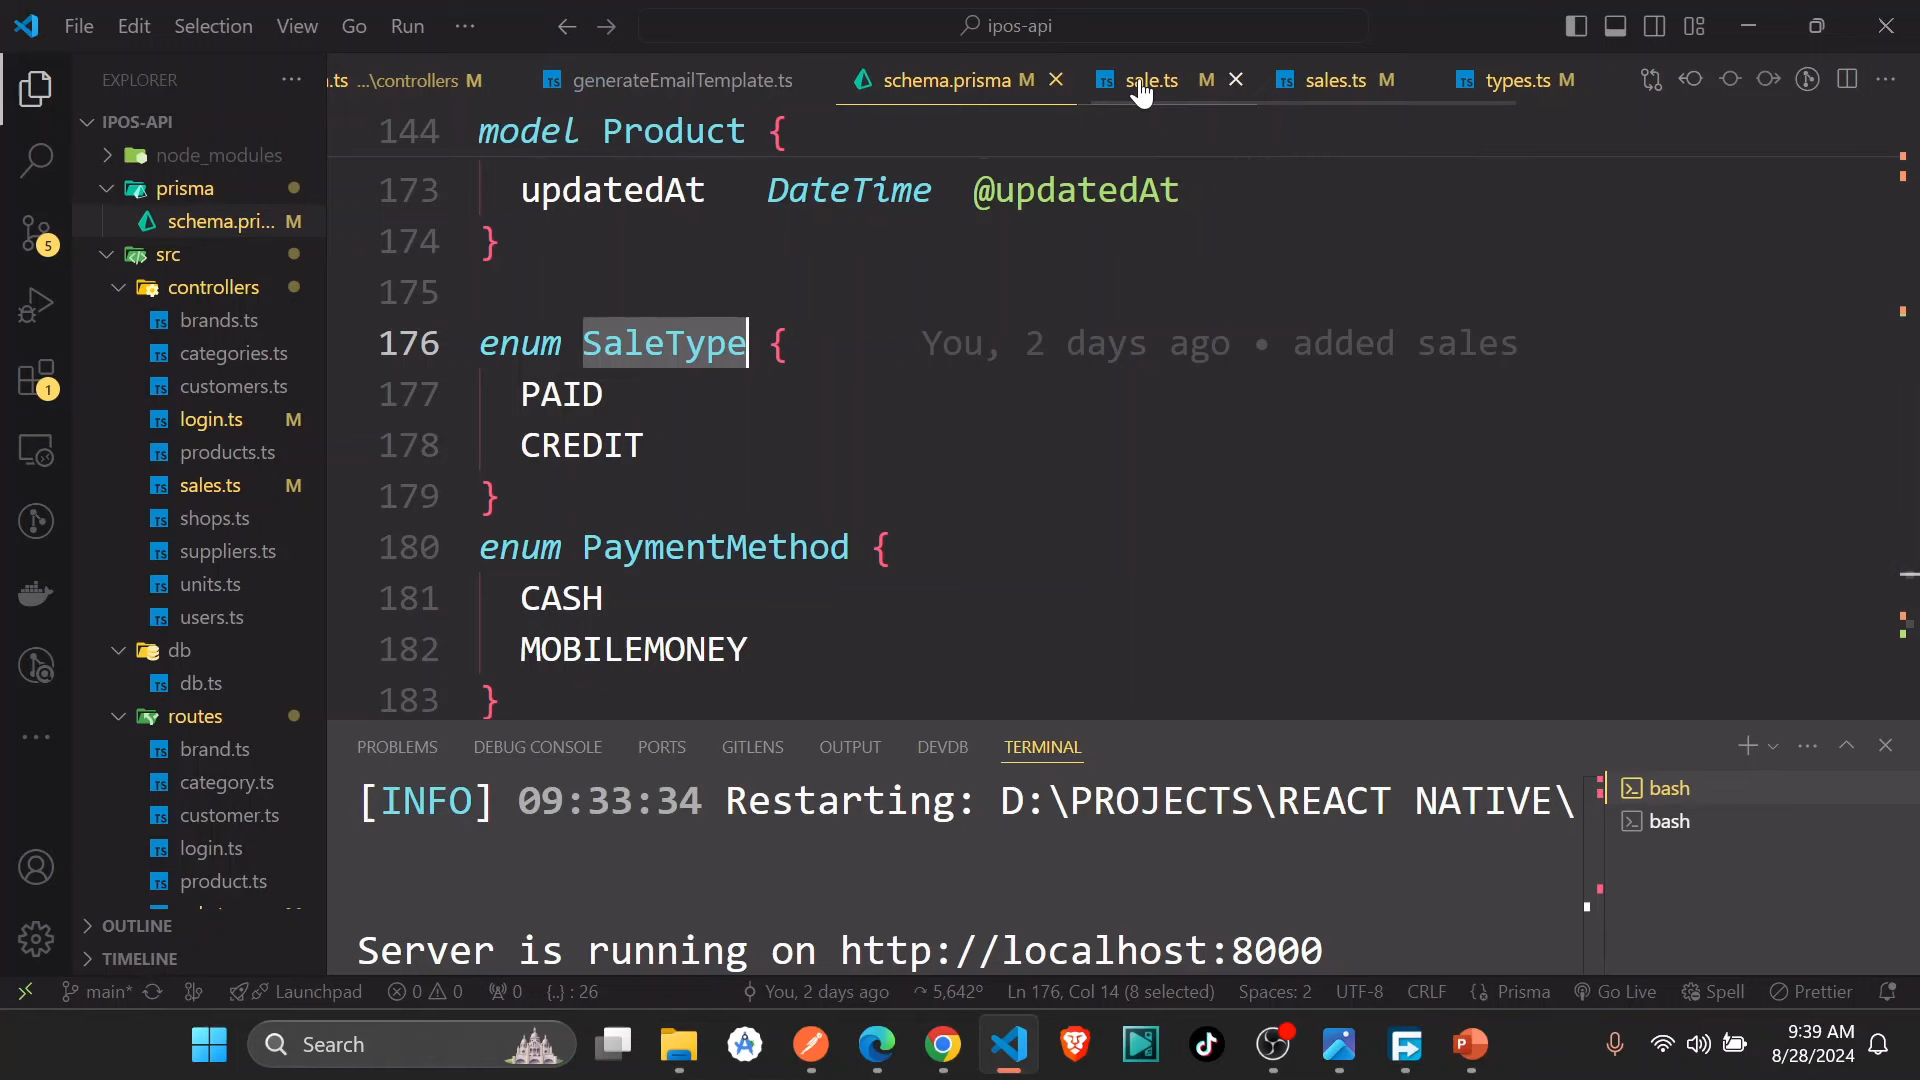 File Edit Selection View Go Run ··· ipos-api
EXPLORER ···
.ts ...\controllers M generateEmailTemplate.ts schema.prisma M sale.ts M sales.ts M types.ts M ···
IPOS-API
node_modules
prisma
schema.pri... M
src
controllers
brands.ts
categories.ts
customers.ts
login.ts M
products.ts
sales.ts M
shops.ts
suppliers.ts
units.ts
users.ts
db
db.ts
routes
brand.ts
category.ts
customer.ts
login.ts
product.ts
OUTLINE
TIMELINE
5
1
144 model Product {
173 updatedAt DateTime @updatedAt
174 }
175
176 enum SaleType { You, 2 days ago • added sales
177 PAID
178 CREDIT
179 }
180 enum PaymentMethod {
181 CASH
182 MOBILEMONEY
183 }
PROBLEMS DEBUG CONSOLE PORTS GITLENS OUTPUT DEVDB TERMINAL
[INFO] 09:33:34 Restarting: D:\PROJECTS\REACT NATIVE\
Server is running on http://localhost:8000
bash
bash
main* Launchpad 0 0 0 {..} : 26 You, 2 days ago 5,642 Ln 176, Col 14 (8 selected) Spaces: 2 UTF-8 CRLF Prisma Go Live Spell Prettier
Search
9:39 AM
8/28/2024